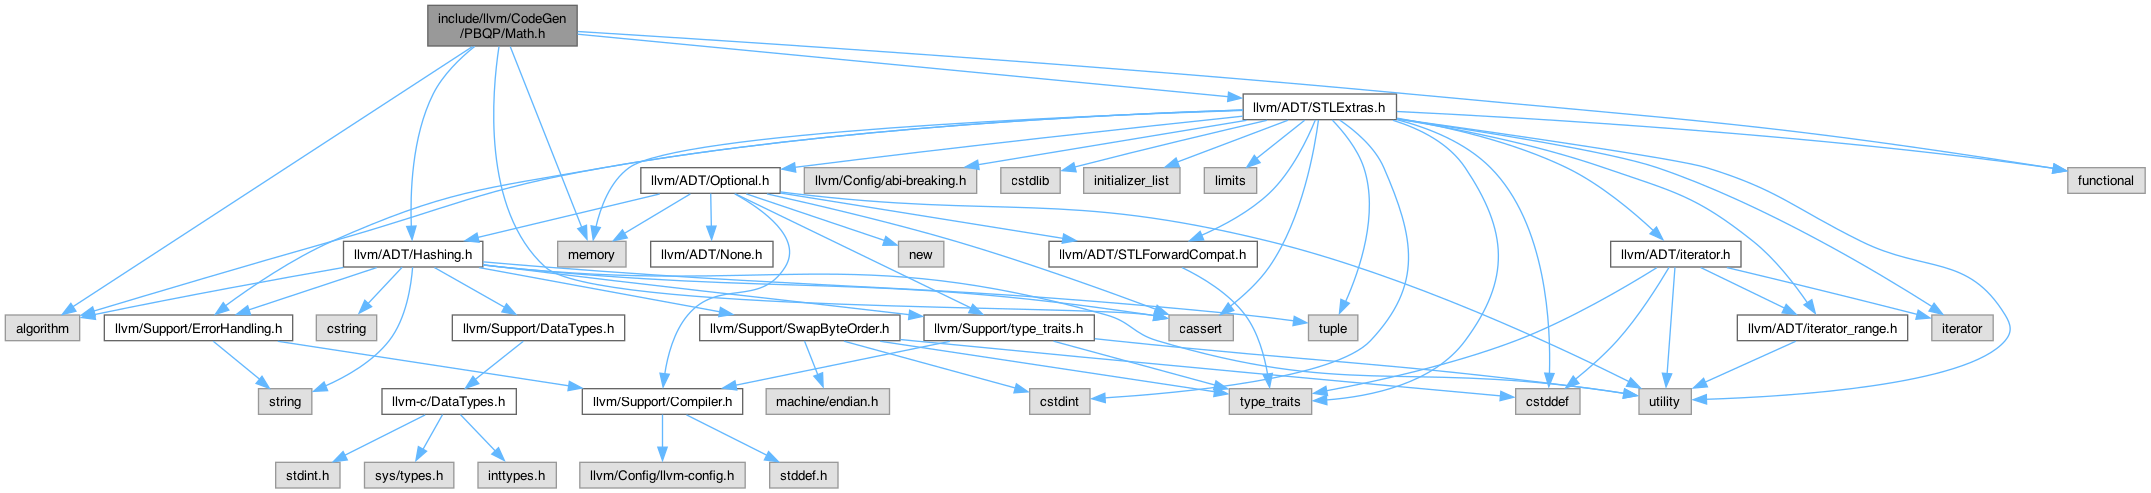 include/llvm/CodeGen
/PBQP/Math.h
llvm/ADT/STLExtras.h
llvm/ADT/Optional.h
llvm/Config/abi-breaking.h
cstdlib
initializer_list
limits
functional
llvm/ADT/Hashing.h
memory
llvm/ADT/None.h
new
llvm/ADT/STLForwardCompat.h
llvm/ADT/iterator.h
algorithm
llvm/Support/ErrorHandling.h
cstring
llvm/Support/DataTypes.h
llvm/Support/SwapByteOrder.h
llvm/Support/type_traits.h
cassert
tuple
llvm/ADT/iterator_range.h
iterator
string
llvm-c/DataTypes.h
llvm/Support/Compiler.h
machine/endian.h
cstdint
type_traits
cstddef
utility
stdint.h
sys/types.h
inttypes.h
llvm/Config/llvm-config.h
stddef.h